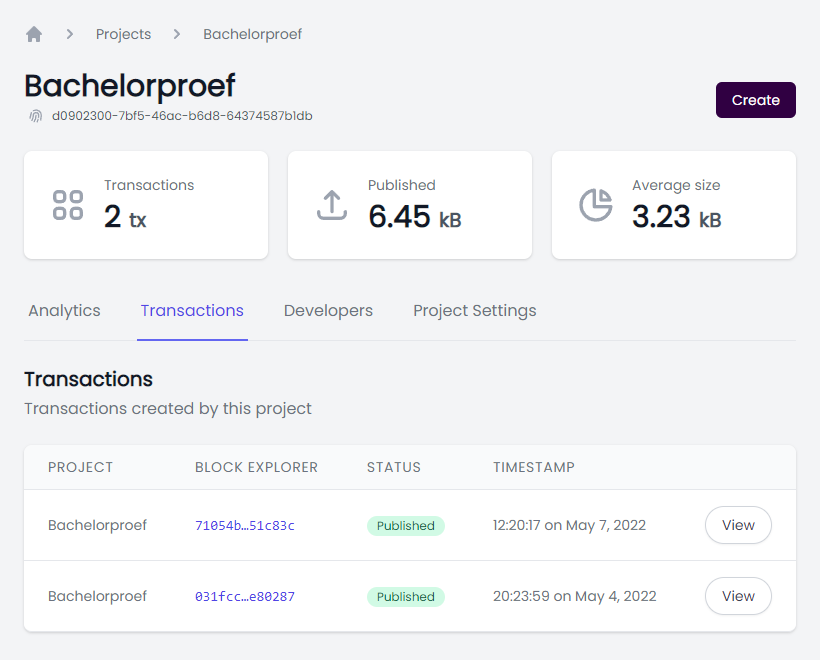 Projects Bachelorproef
Bachelorproef
d0902300-7bf5-46ac-b6d8-64374587b1db
Create
Transactions
2 tx
Published
6.45 kB
Average size
3.23 kB
Analytics Transactions Developers Project Settings
Transactions
Transactions created by this project
PROJECT BLOCK EXPLORER STATUS TIMESTAMP
Bachelorproef 71054b…51c83c Published 12:20:17 on May 7, 2022 View
Bachelorproef 031fcc…e80287 Published 20:23:59 on May 4, 2022 View